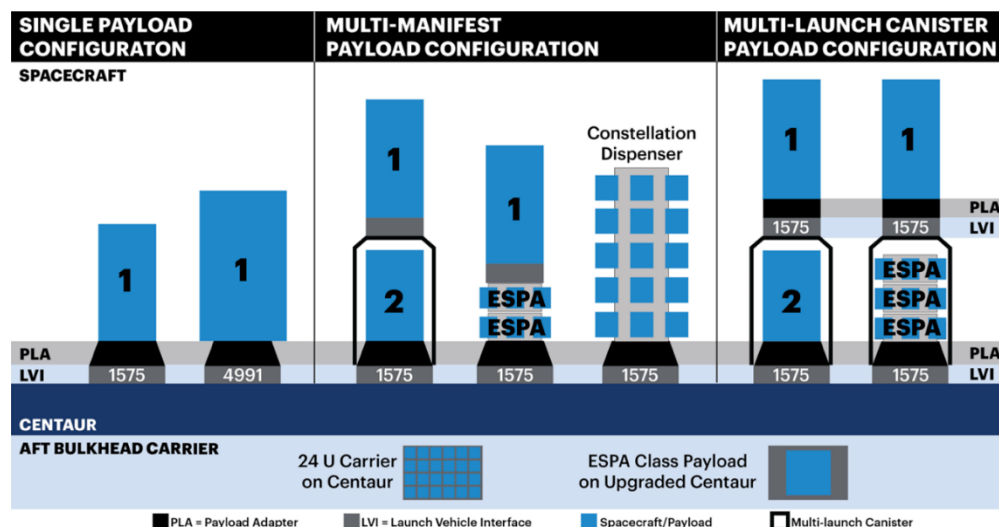 SINGLE PAYLOAD
CONFIGURATON
MULTI-MANIFEST
PAYLOAD CONFIGURATION
MULTI-LAUNCH CANISTER
PAYLOAD CONFIGURATION
SPACECRAFT
1
1
1
2
1
ESPA
ESPA
Constellation
Dispenser
1
1
PLA
1575
1575
LVI
2
ESPA
ESPA
ESPA
PLA
PLA
LVI
1575
4991
1575
1575
1575
1575
1575
LVI
CENTAUR
AFT BULKHEAD CARRIER
24 U Carrier
on Centaur
ESPA Class Payload
on Upgraded Centaur
PLA = Payload Adapter
LVI = Launch Vehicle Interface
Spacecraft/Payload
Multi-launch Canister